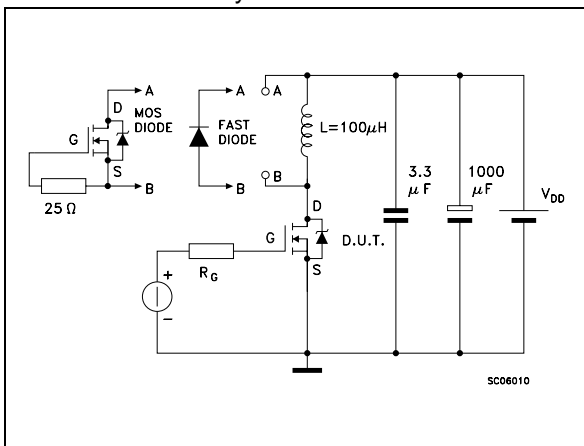 A
A
A
D
MOS
DIODE
G
S
B
25 Ω
FAST
DIODE
B
L=100μH
B
D
G
S
D.U.T.
3.3
μF
1000
μF
VDD
+
−
RG
SC06010